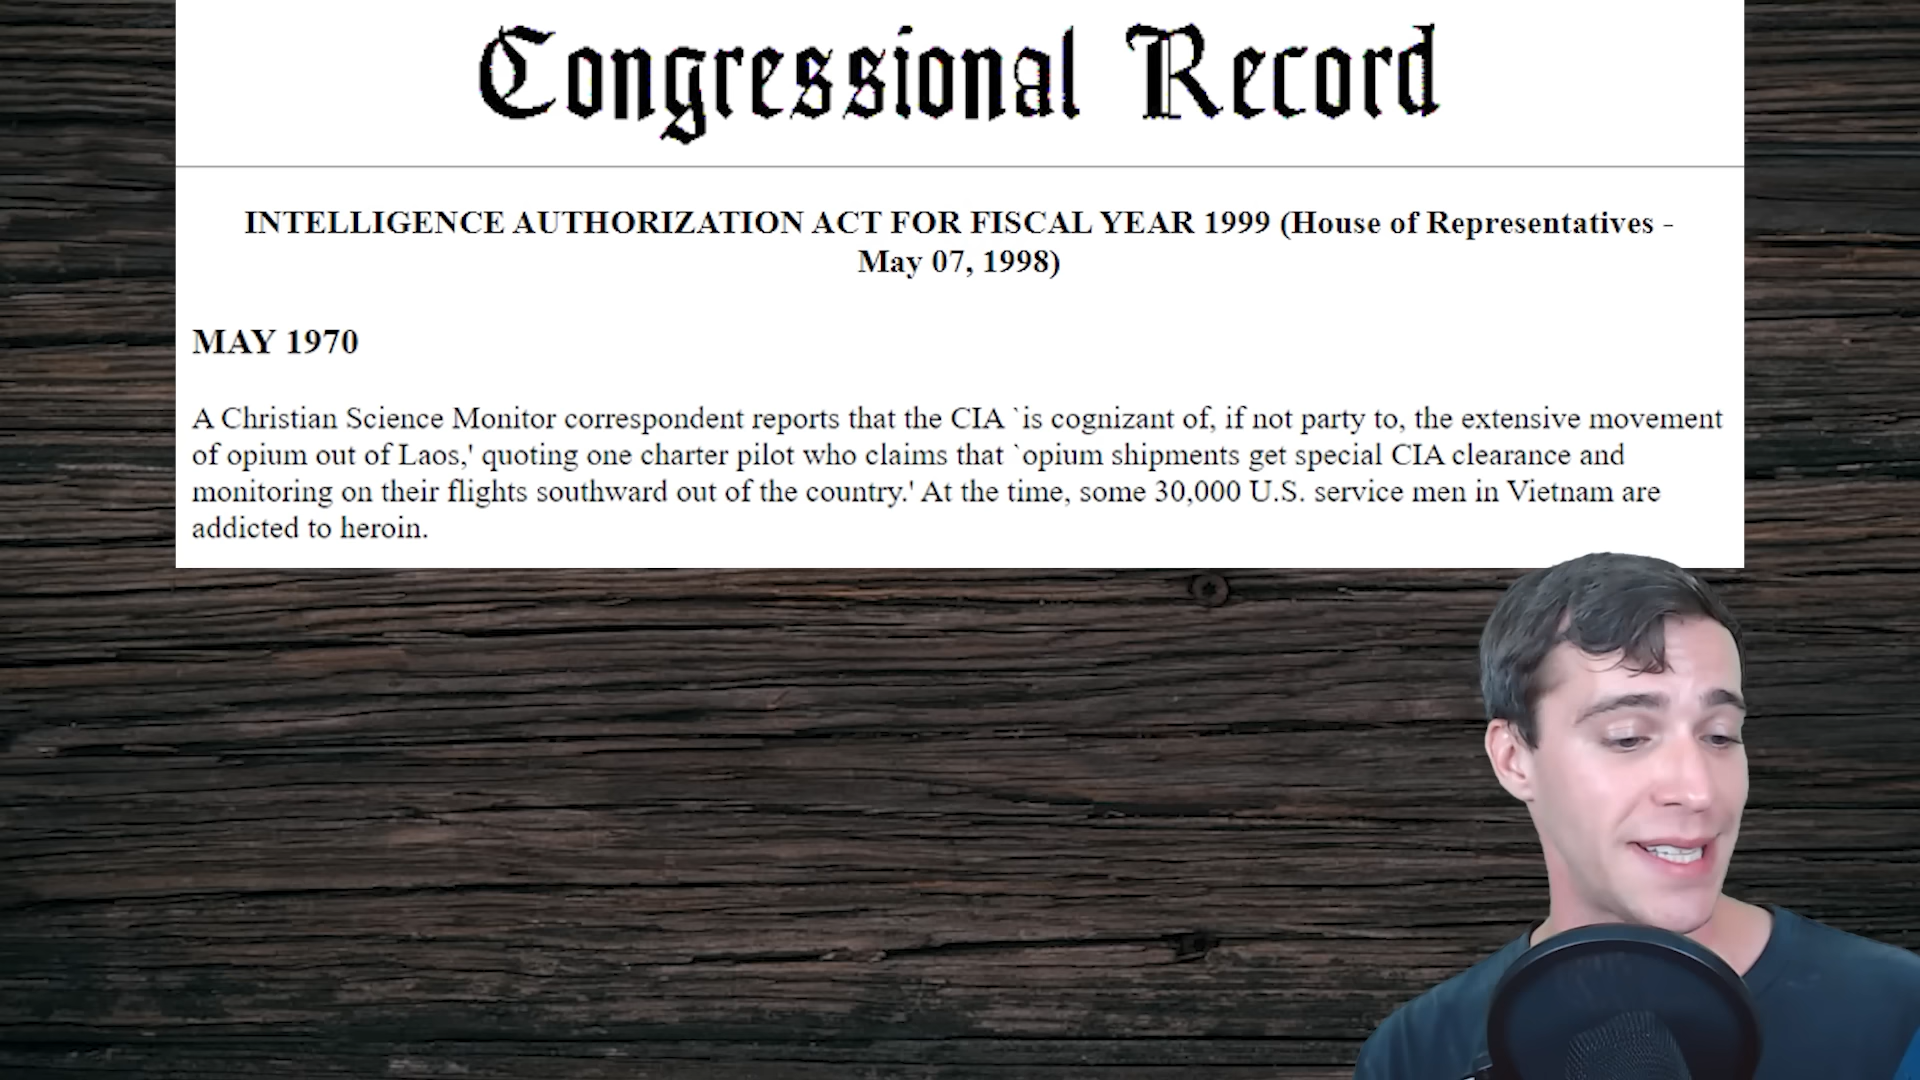 Congressional Record
INTELLIGENCE AUTHORIZATION ACT FOR FISCAL YEAR 1999 (House of Representatives -
May 07, 1998)
MAY 1970
A Christian Science Monitor correspondent reports that the CIA `is cognizant of, if not party to, the extensive movement
of opium out of Laos,' quoting one charter pilot who claims that `opium shipments get special CIA clearance and
monitoring on their flights southward out of the country.' At the time, some 30,000 U.S. service men in Vietnam are
addicted to heroin.